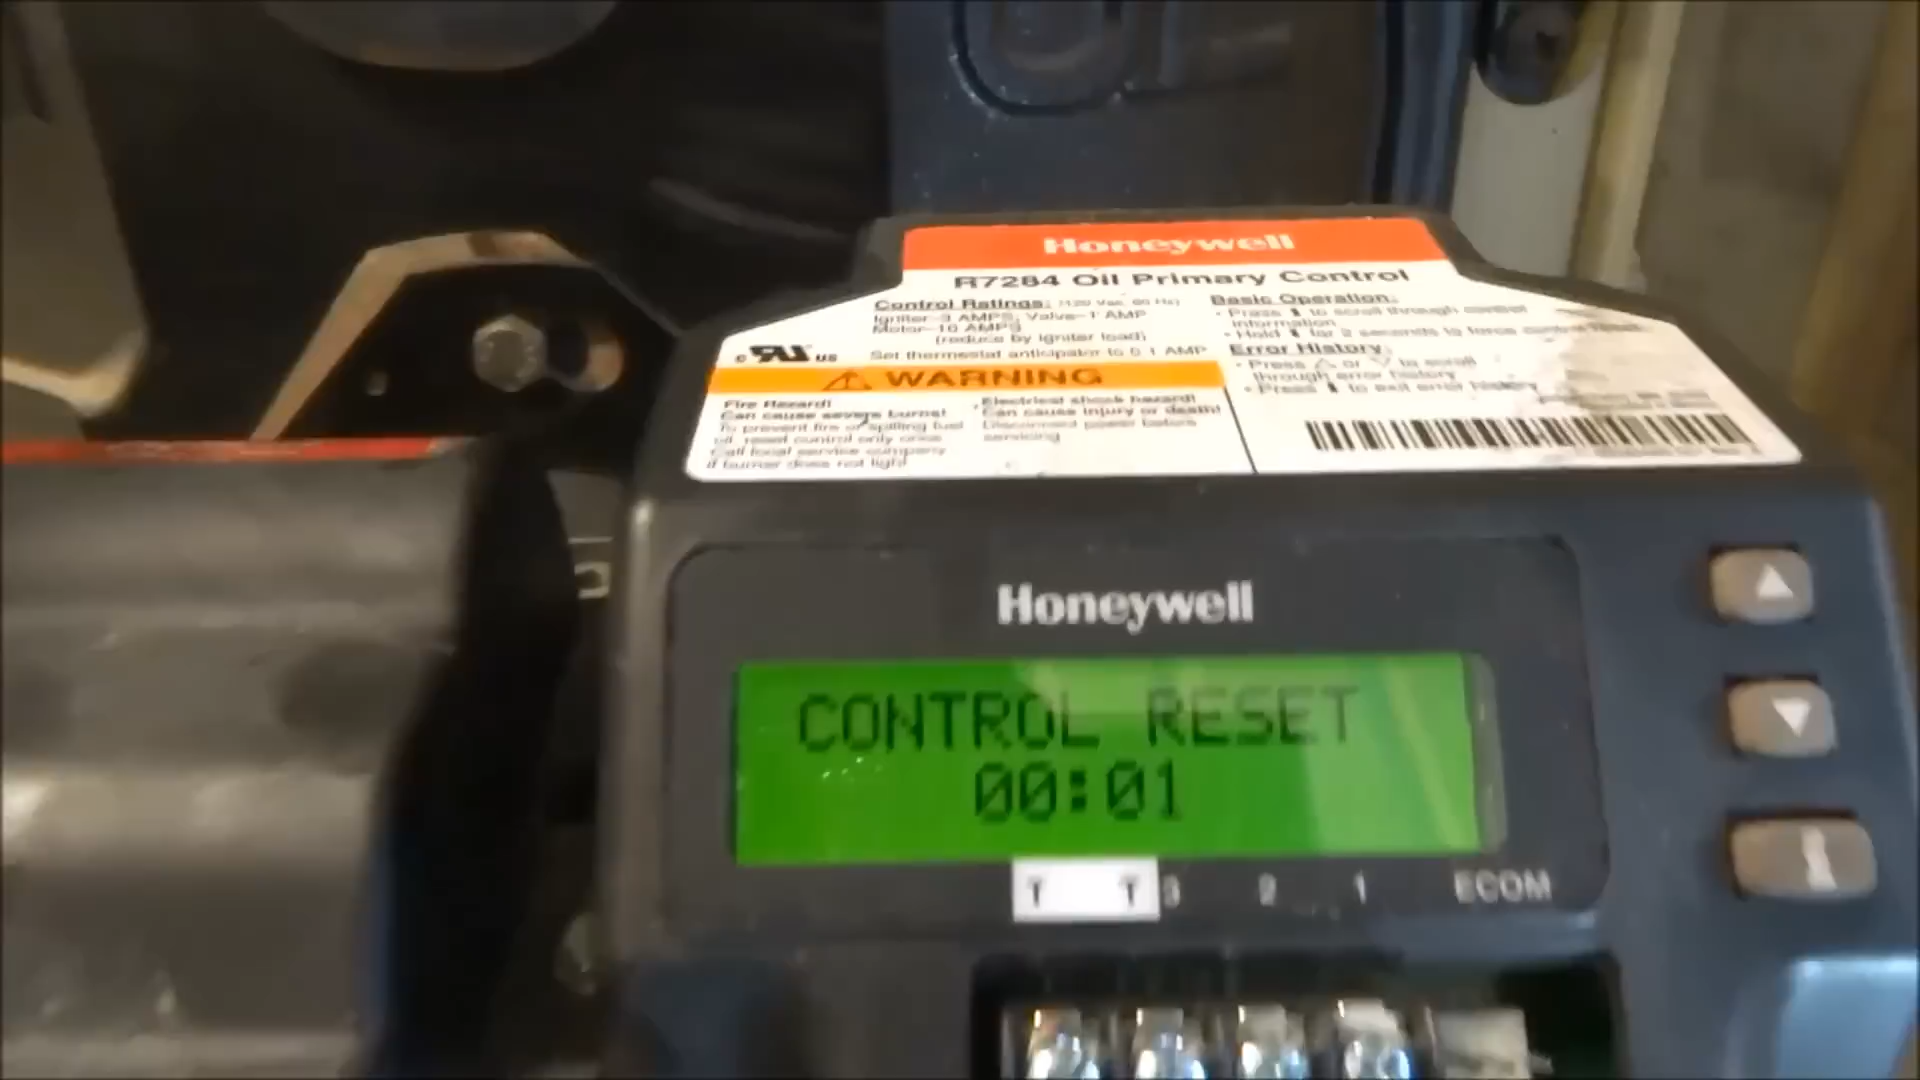 Honeywell
R7284 Oil Primary Control
Control Ratings: (120 Vac, 60 Hz)
Igniter-3 AMPS, Valve-1 AMP
Motor-10 AMPS
(reduce by igniter load)
Set thermostat anticipator to 0.1 AMP
C US
WARNING
Fire Hazard!
Can cause severe burns!
To prevent fire or spilling fuel
oil, reset control only once
Call local service company
if burner does not light
Electrical shock hazard!
Can cause injury or death!
Disconnect power before
servicing
Basic Operation:
• Press to scroll through control
information.
• Hold for 2 seconds to force control reset
Error History:
• Press △ or ▽ to scroll
through error history
• Press to exit error history
Honeywell
CONTROL RESET
00:01
T T 3 2 1 ECOM